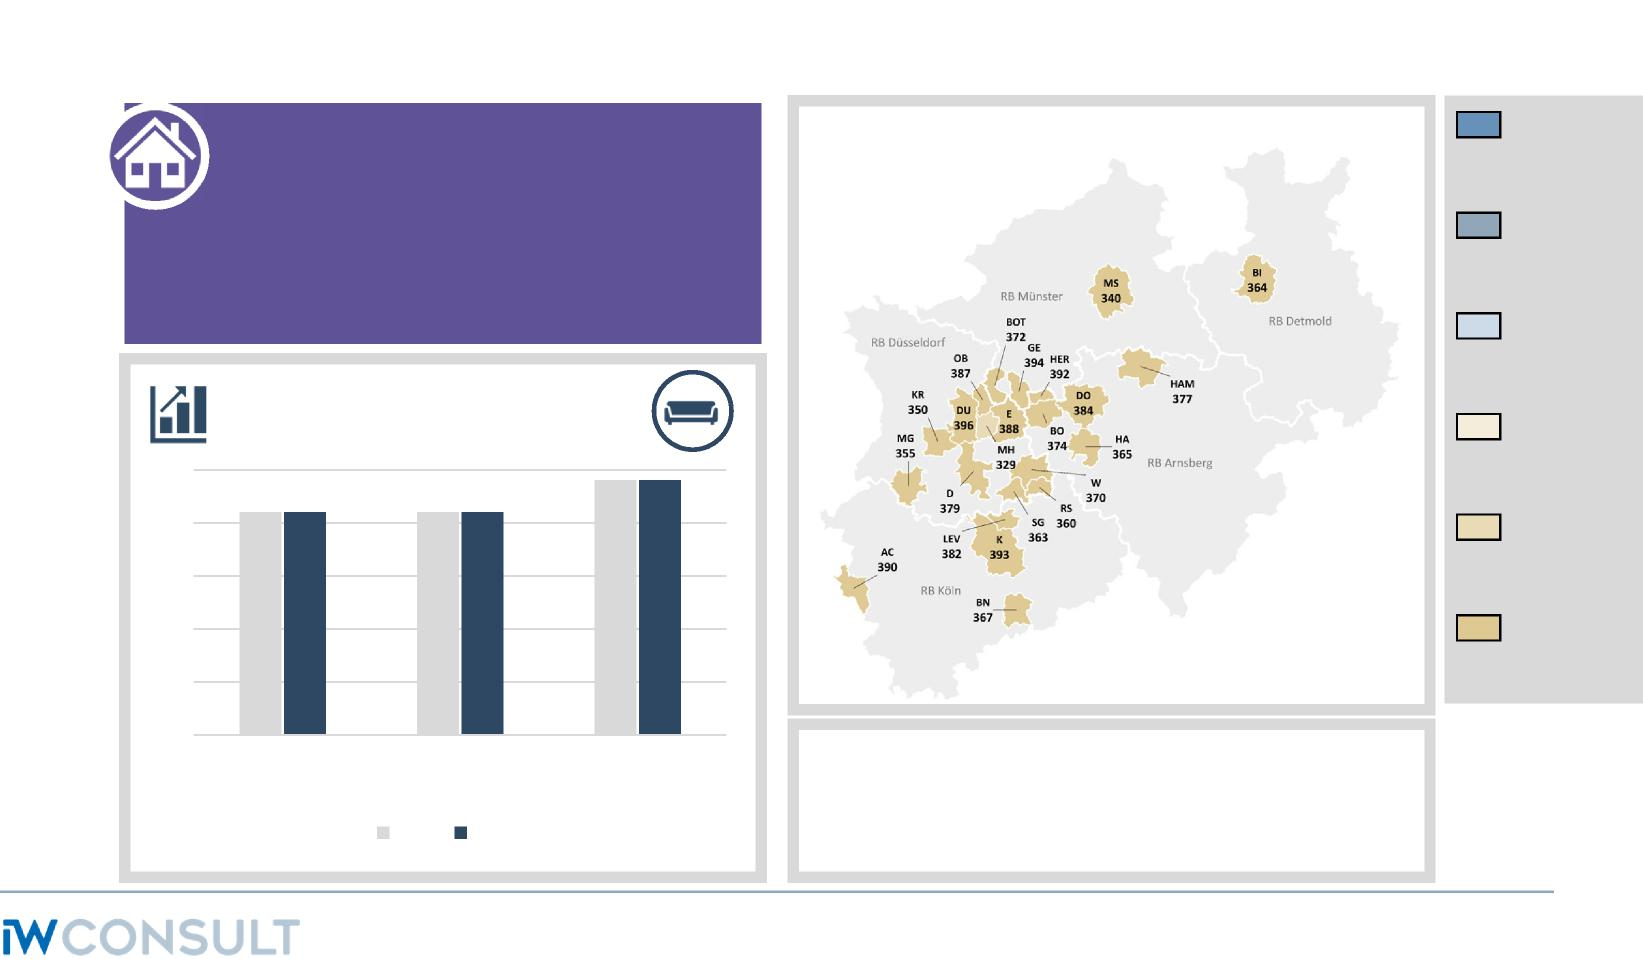 MS
340
BI
364
RB Münster
RB Detmold
BOT
372
RB Düsseldorf
GE
394
HER
392
OB
387
HAM
377
KR
350
DU
396
E
388
DO
384
BO
374
HA
365
MG
355
MH
329
RB Arnsberg
W
370
D
379
RS
360
SG
363
LEV
382
K
393
AC
390
RB Köln
BN
367
iW CONSULT